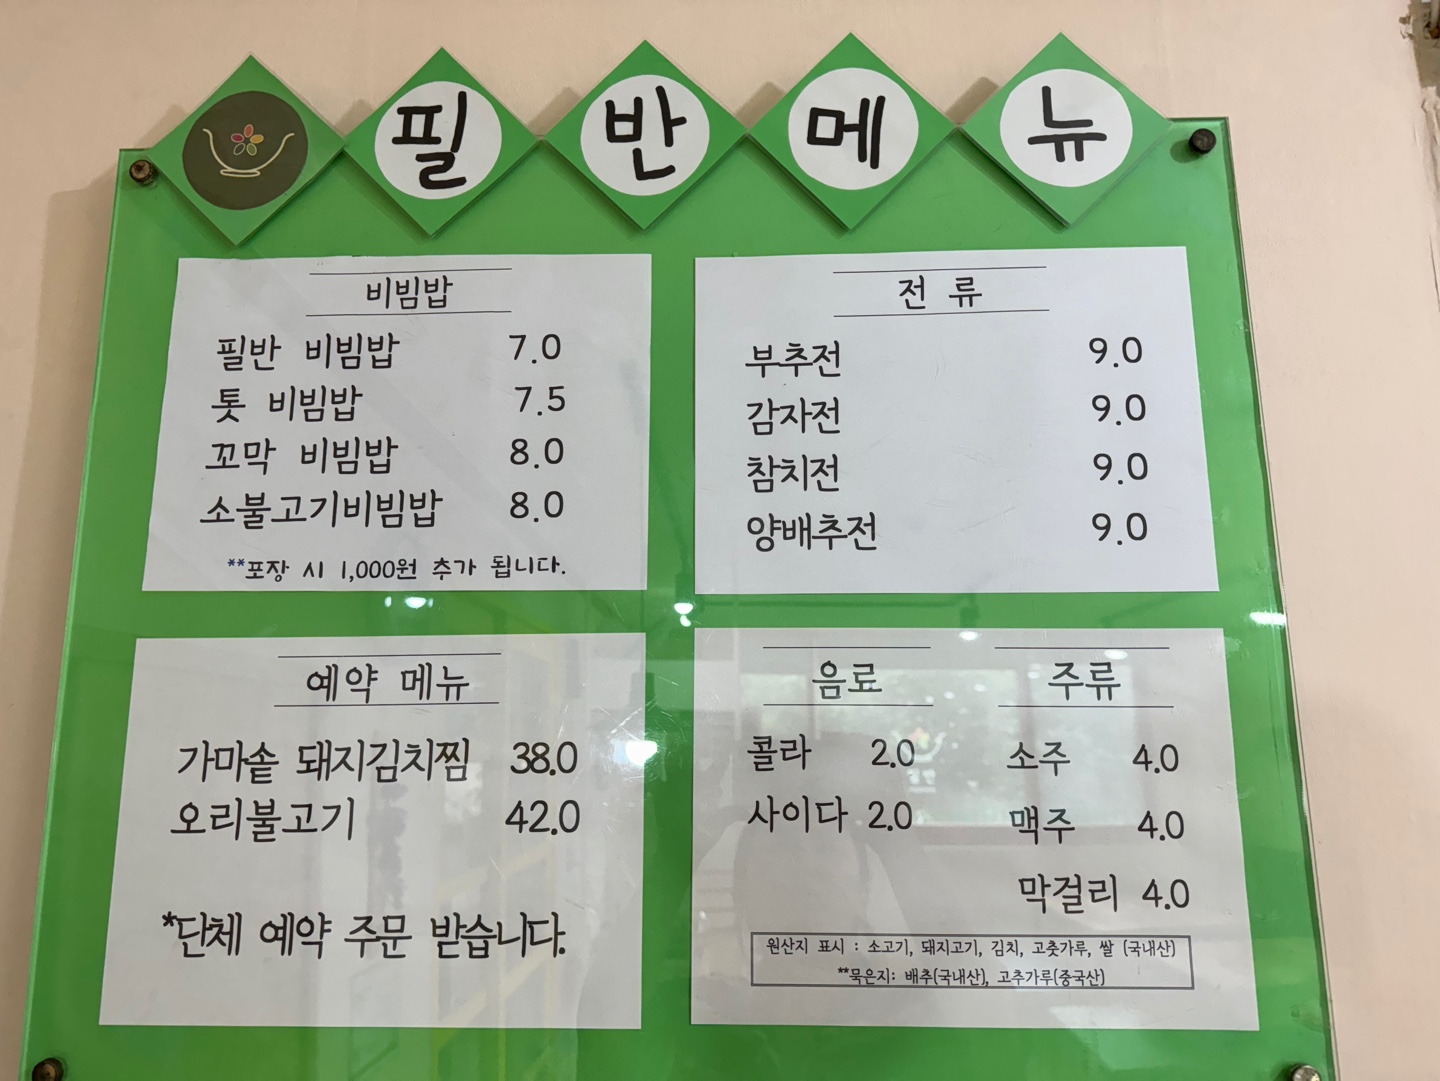 필반메뉴
비빔밥
필반 비빔밥 7.0
톳 비빔밥 7.5
꼬막 비빔밥 8.0
소불고기비빔밥 8.0
**포장 시 1,000원 추가 됩니다.
전 류
부추전 9.0
감자전 9.0
참치전 9.0
양배추전 9.0
예약 메뉴
가마솥 돼지김치찜 38.0
오리불고기 42.0
*단체 예약 주문 받습니다.
음료
콜라 2.0
사이다 2.0
주류
소주 4.0
맥주 4.0
막걸리 4.0
원산지 표시 : 소고기, 돼지고기, 김치, 고춧가루, 쌀 (국내산)
**묵은지: 배추(국내산), 고추가루(중국산)